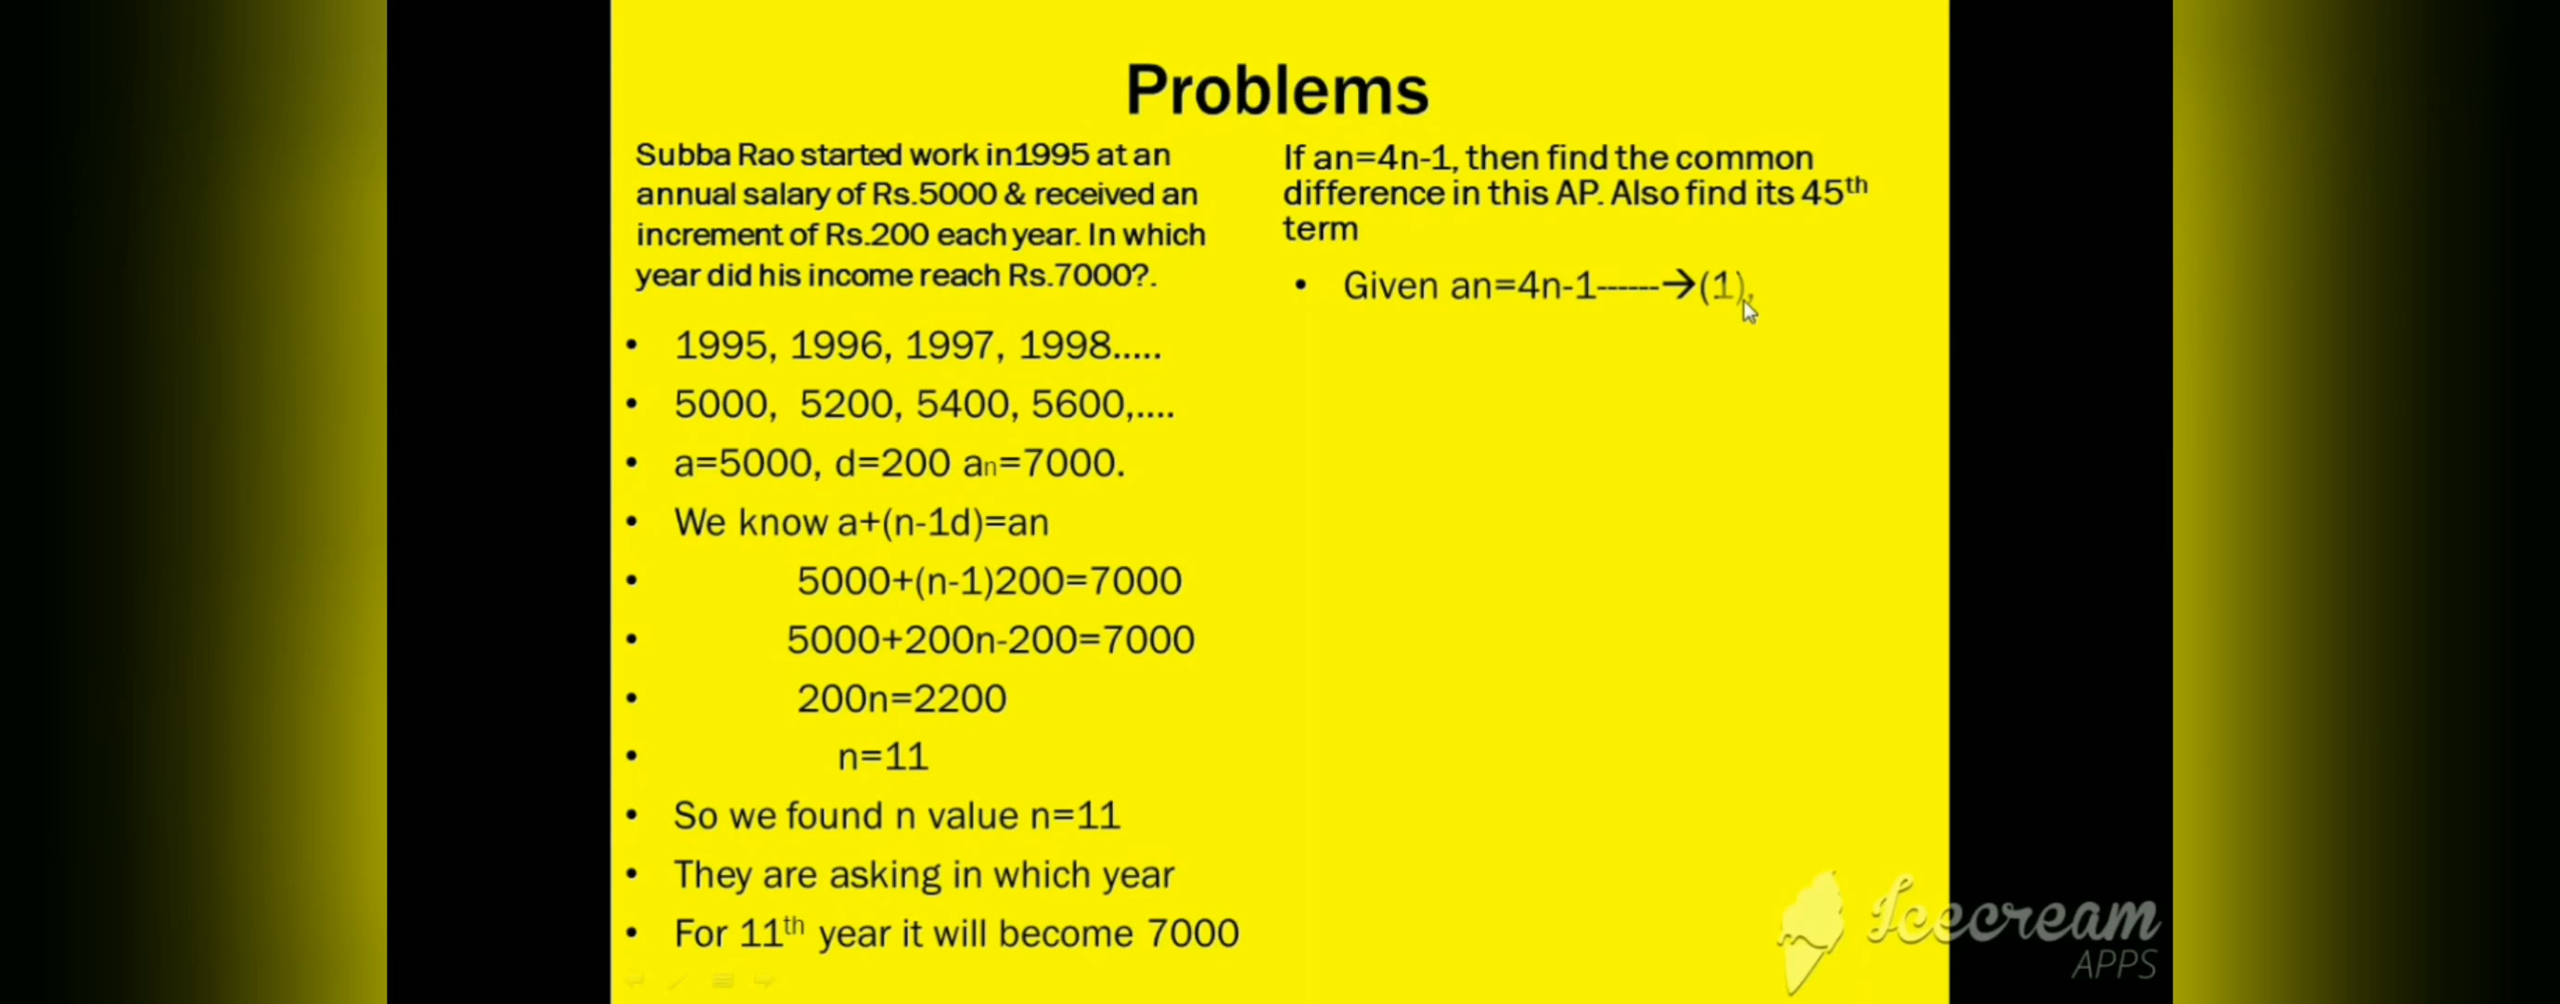 Problems
Subba Rao started work in1995 at an
annual salary of Rs.5000 & received an
increment of Rs.200 each year. In which
year did his income reach Rs.7000?.
• 1995, 1996, 1997, 1998.....
• 5000, 5200, 5400, 5600,....
• a=5000, d=200 an=7000.
• We know a+(n-1d)=an
• 5000+(n-1)200=7000
• 5000+200n-200=7000
• 200n=2200
• n=11
• So we found n value n=11
• They are asking in which year
• For 11th year it will become 7000
If an=4n-1, then find the common
difference in this AP. Also find its 45th
term
• Given an=4n-1------→(1),
Icecream
APPS